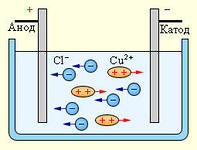 + −
Анод Катод
Cl⁻ Cu²⁺
− + +
− + +
−
− −
+ + −